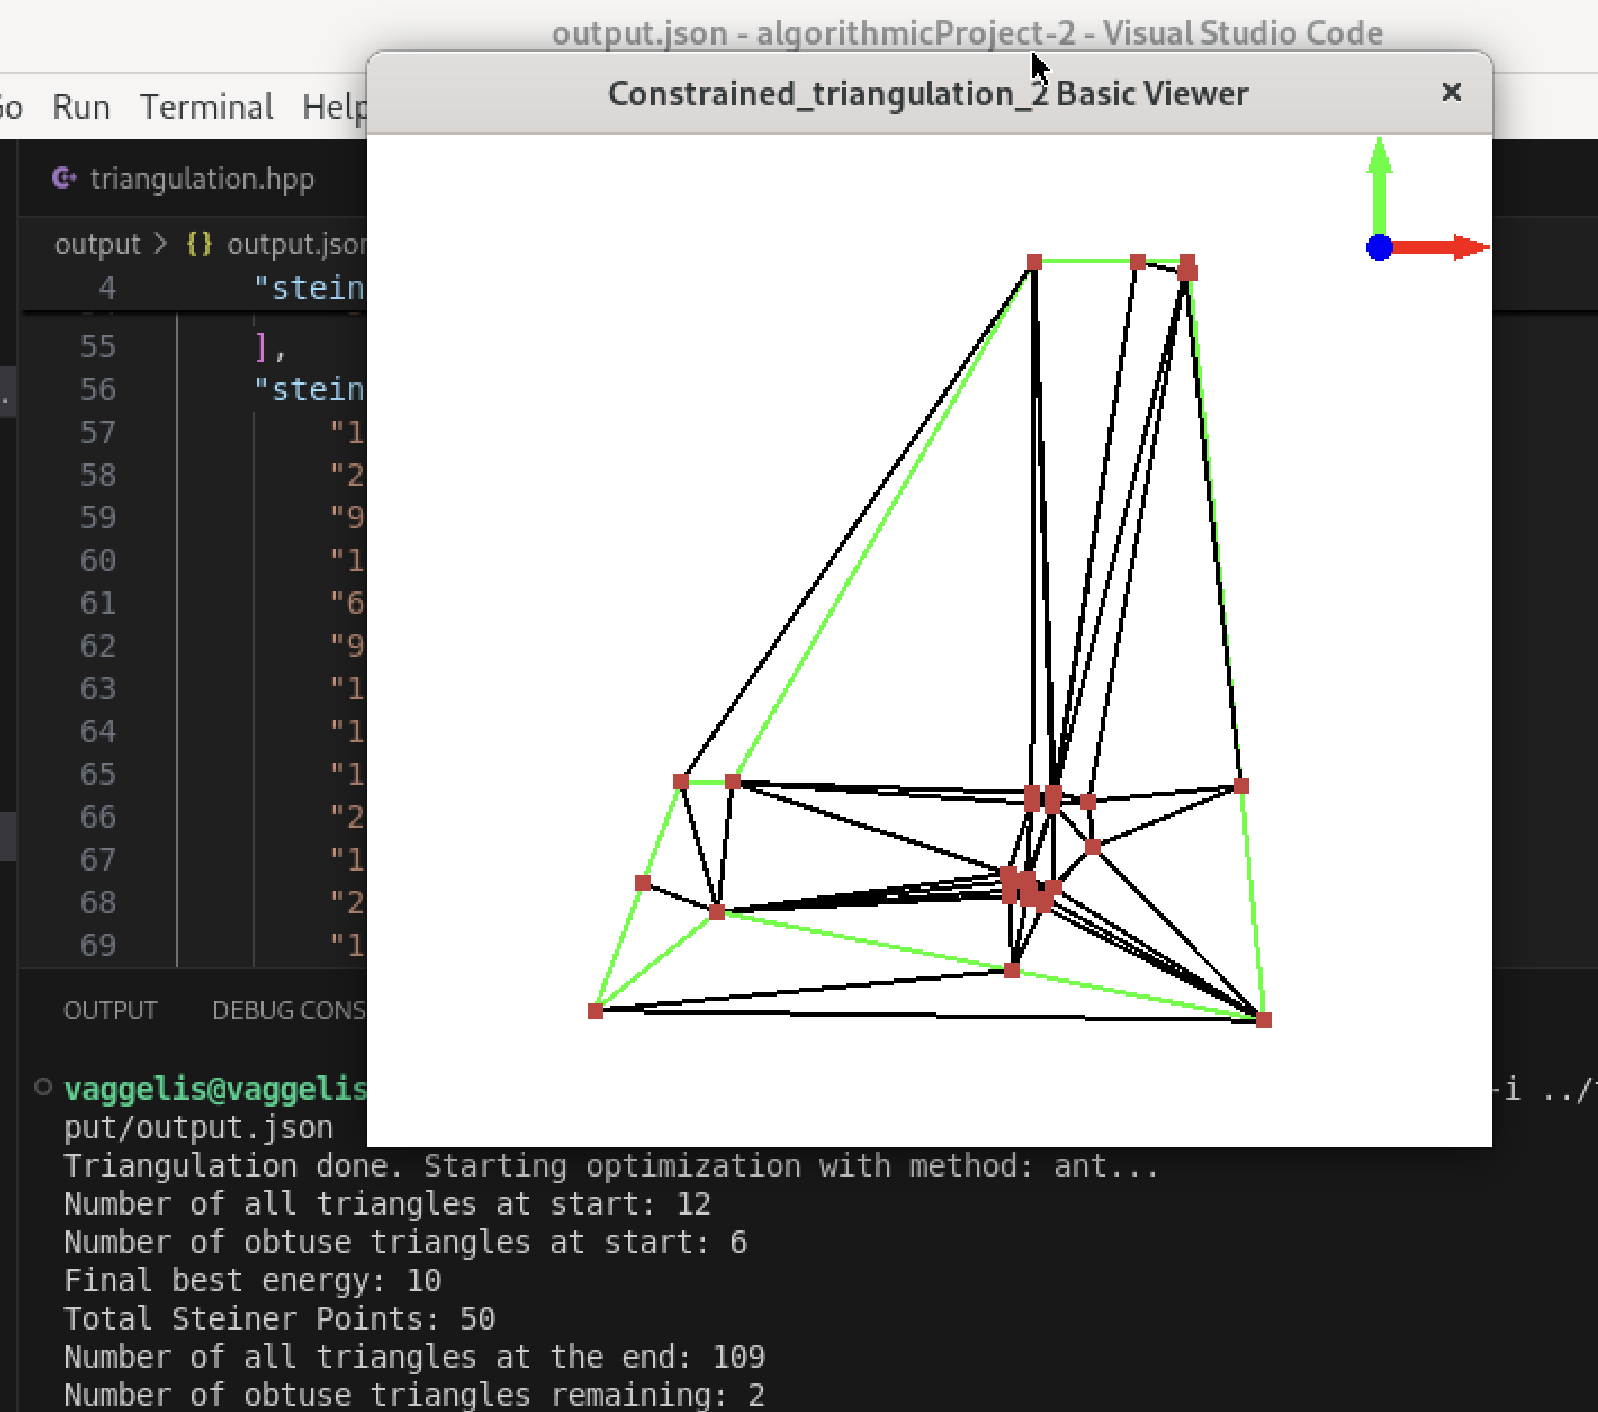 output.json - algorithmicProject-2 - Visual Studio Code
Go Run Terminal Help
Constrained_triangulation_2 Basic Viewer
triangulation.hpp
output > {} output.json
4 "stein
55 ],
56 "stein
57 "1
58 "2
59 "9
60 "1
61 "6
62 "9
63 "1
64 "1
65 "1
66 "2
67 "1
68 "2
69 "1
OUTPUT DEBUG CONS
vaggelis@vaggelis -i ../
put/output.json
Triangulation done. Starting optimization with method: ant...
Number of all triangles at start: 12
Number of obtuse triangles at start: 6
Final best energy: 10
Total Steiner Points: 50
Number of all triangles at the end: 109
Number of obtuse triangles remaining: 2